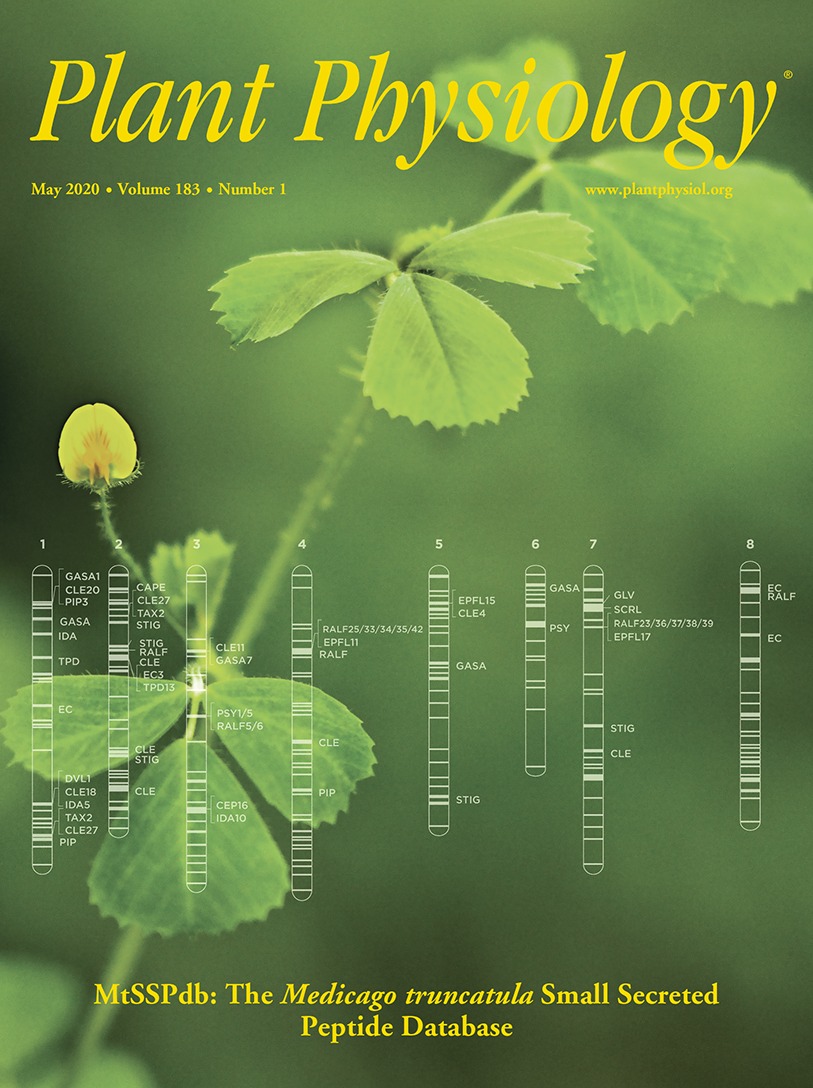 Plant Physiology®
May 2020 • Volume 183 • Number 1
www.plantphysiol.org
1
GASA1
CLE20
PIP3
GASA
IDA
TPD
EC
DVL1
CLE18
IDA5
TAX2
CLE27
PIP
2
CAPE
CLE27
TAX2
STIG
STIG
RALF
CLE
EC3
TPD13
CLE
STIG
CLE
3
CLE11
GASA7
PSY1/5
RALF5/6
CEP16
IDA10
4
RALF25/33/34/35/42
EPFL11
RALF
CLE
PIP
5
EPFL15
CLE4
GASA
STIG
6
GASA
PSY
7
GLV
SCRL
RALF23/36/37/38/39
EPFL17
STIG
CLE
8
EC
RALF
EC
MtSSPdb: The Medicago truncatula Small Secreted
Peptide Database